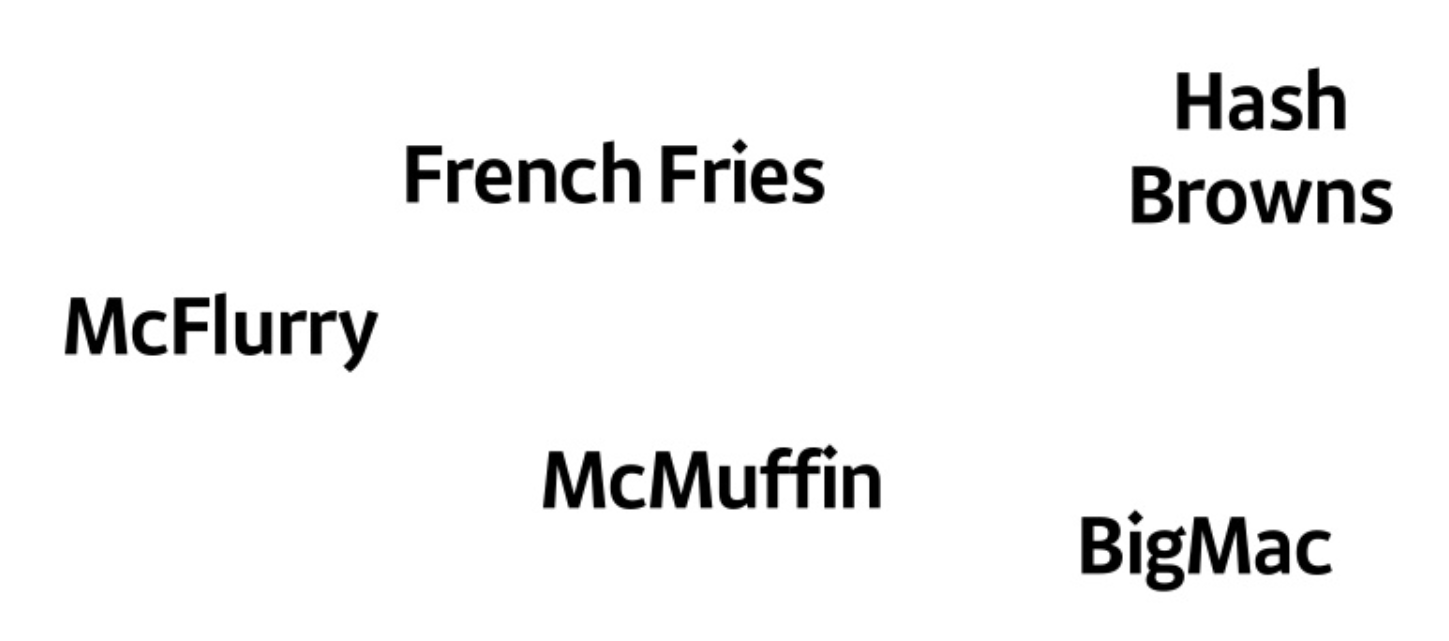 Hash
Browns
French Fries
McFlurry
McMuffin
BigMac